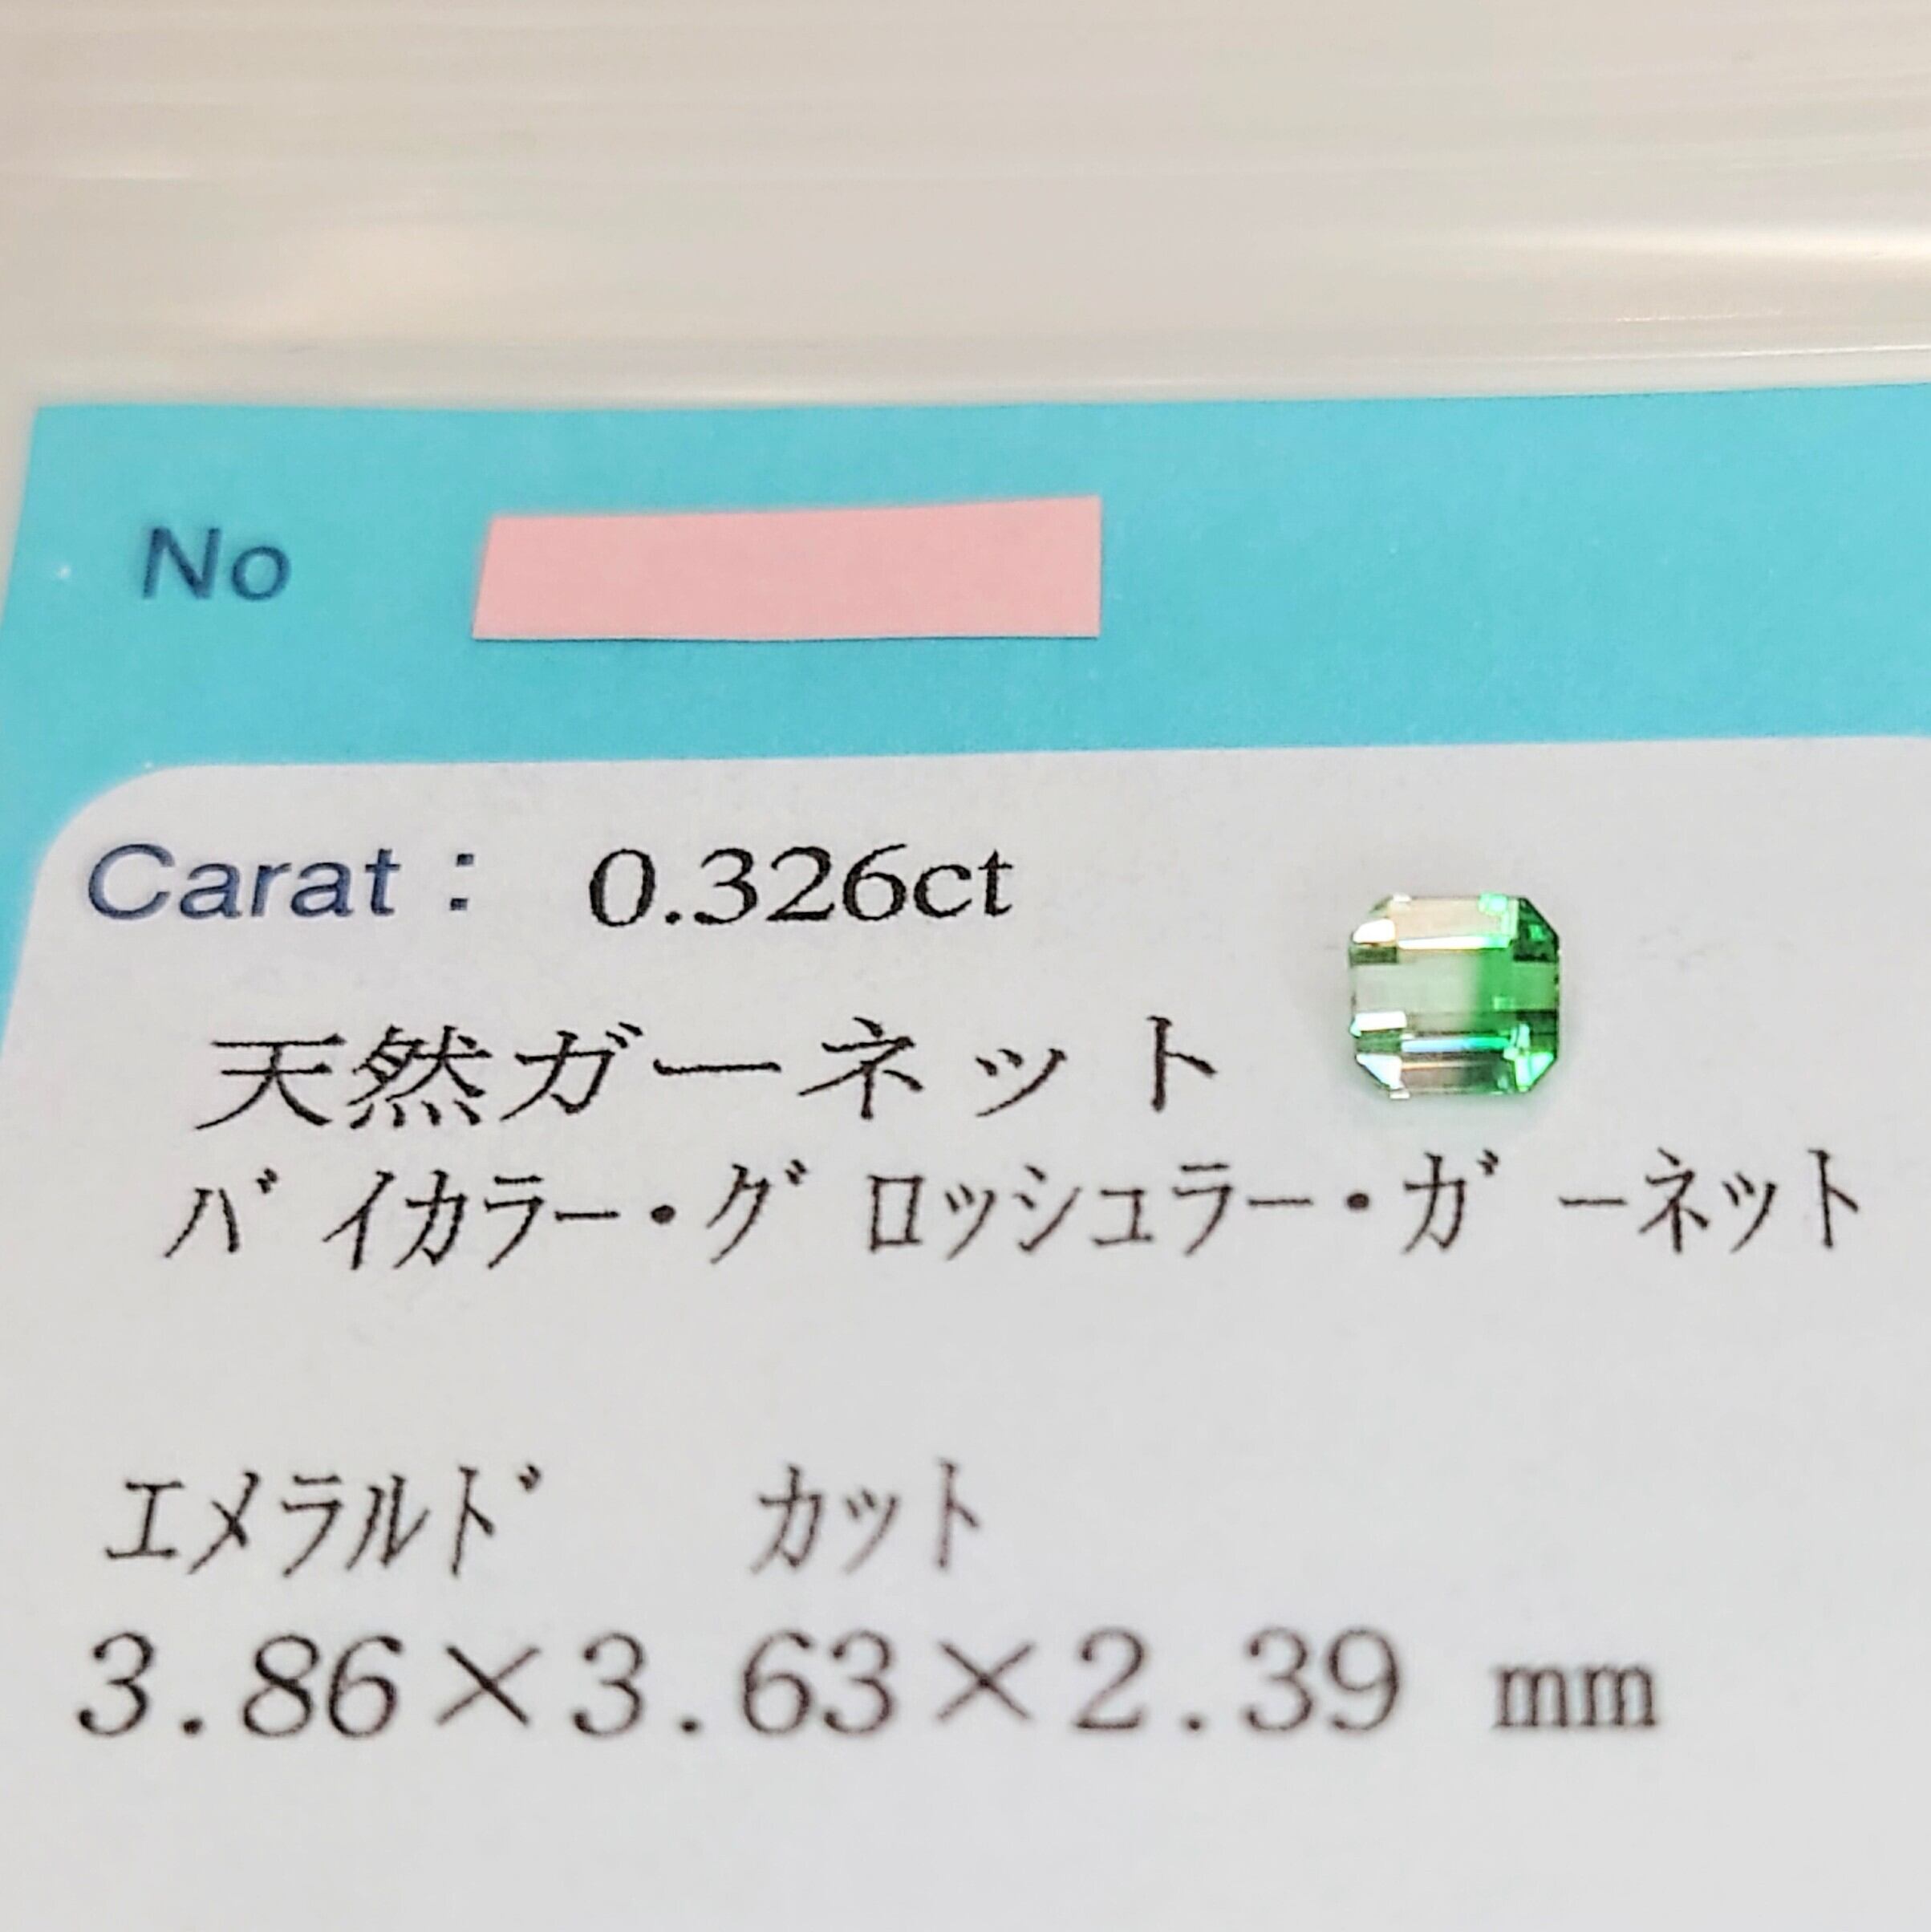 No
Carat： 0.326ct
天然ガーネット
ﾊﾞｲｶﾗｰ・ｸﾞﾛｯｼｭﾗｰ・ｶﾞｰﾈｯﾄ
ｴﾒﾗﾙﾄﾞ ｶｯﾄ
3.86×3.63×2.39 mm